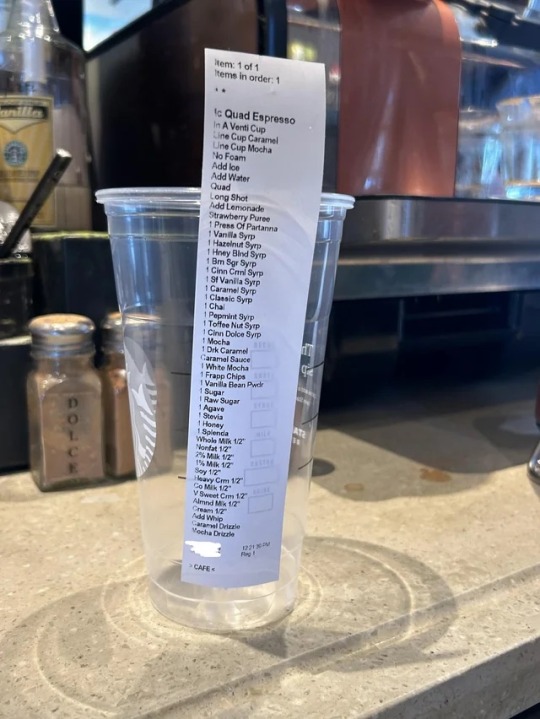 Item: 1 of 1
Items in order: 1
* *
Ic Quad Espresso
In A Venti Cup
Line Cup Caramel
Line Cup Mocha
No Foam
Add Ice
Add Water
Quad
Long Shot
Add Lemonade
Strawberry Puree
1 Press Of Partanna
1 Vanilla Syrp
1 Hazelnut Syrp
1 Hney Blnd Syrp
1 Brn Sgr Syrp
1 Cinn Crml Syrp
1 Sf Vanilla Syrp
1 Caramel Syrp
1 Classic Syrp
1 Chai
1 Pepmint Syrp
1 Toffee Nut Syrp
1 Cinn Dolce Syrp
1 Mocha
1 Drk Caramel
Caramel Sauce
1 White Mocha
1 Frapp Chips
1 Vanilla Bean Pwdr
1 Sugar
1 Raw Sugar
1 Agave
1 Stevia
1 Honey
1 Splenda
Whole Milk 1/2"
Nonfat 1/2"
2% Milk 1/2"
1% Milk 1/2"
Soy 1/2"
Heavy Crm 1/2"
Co Milk 1/2"
V Sweet Crm 1/2"
Almnd Mlk 1/2"
Cream 1/2"
Add Whip
Caramel Drizzle
Mocha Drizzle
12:21:30 PM
Reg 1
> CAFE <
DOLCE
anilla